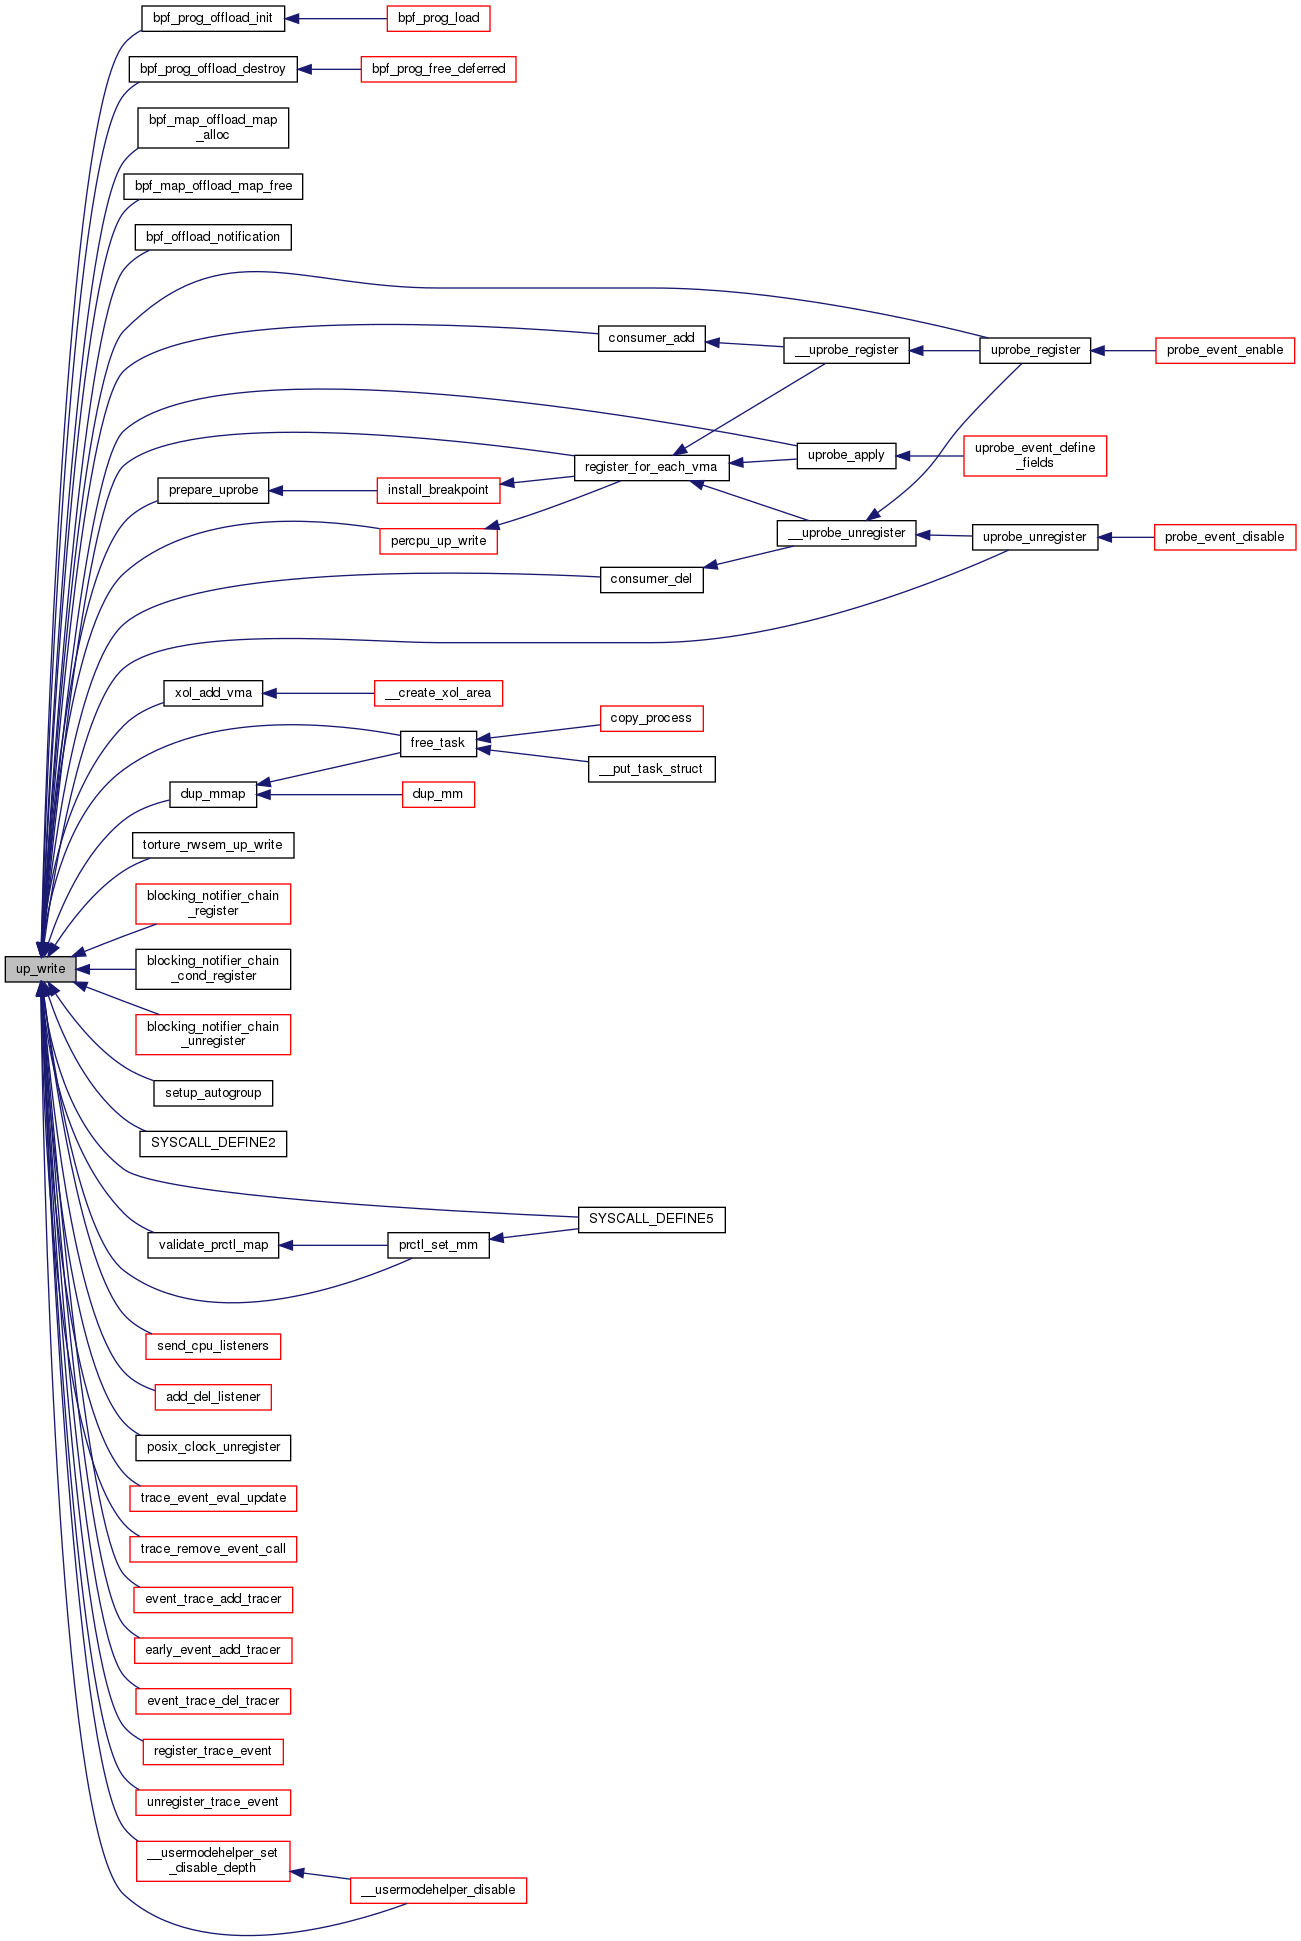 bpf_prog_offload_init
bpf_prog_load
bpf_prog_offload_destroy
bpf_prog_free_deferred
bpf_map_offload_map
_alloc
bpf_map_offload_map_free
bpf_offload_notification
consumer_add
__uprobe_register
uprobe_register
probe_event_enable
register_for_each_vma
uprobe_apply
uprobe_event_define
_fields
prepare_uprobe
install_breakpoint
percpu_up_write
__uprobe_unregister
uprobe_unregister
probe_event_disable
consumer_del
xol_add_vma
__create_xol_area
free_task
copy_process
__put_task_struct
dup_mmap
dup_mm
torture_rwsem_up_write
blocking_notifier_chain
_register
up_write
blocking_notifier_chain
_cond_register
blocking_notifier_chain
_unregister
setup_autogroup
SYSCALL_DEFINE2
SYSCALL_DEFINE5
validate_prctl_map
prctl_set_mm
send_cpu_listeners
add_del_listener
posix_clock_unregister
trace_event_eval_update
trace_remove_event_call
event_trace_add_tracer
early_event_add_tracer
event_trace_del_tracer
register_trace_event
unregister_trace_event
__usermodehelper_set
_disable_depth
__usermodehelper_disable